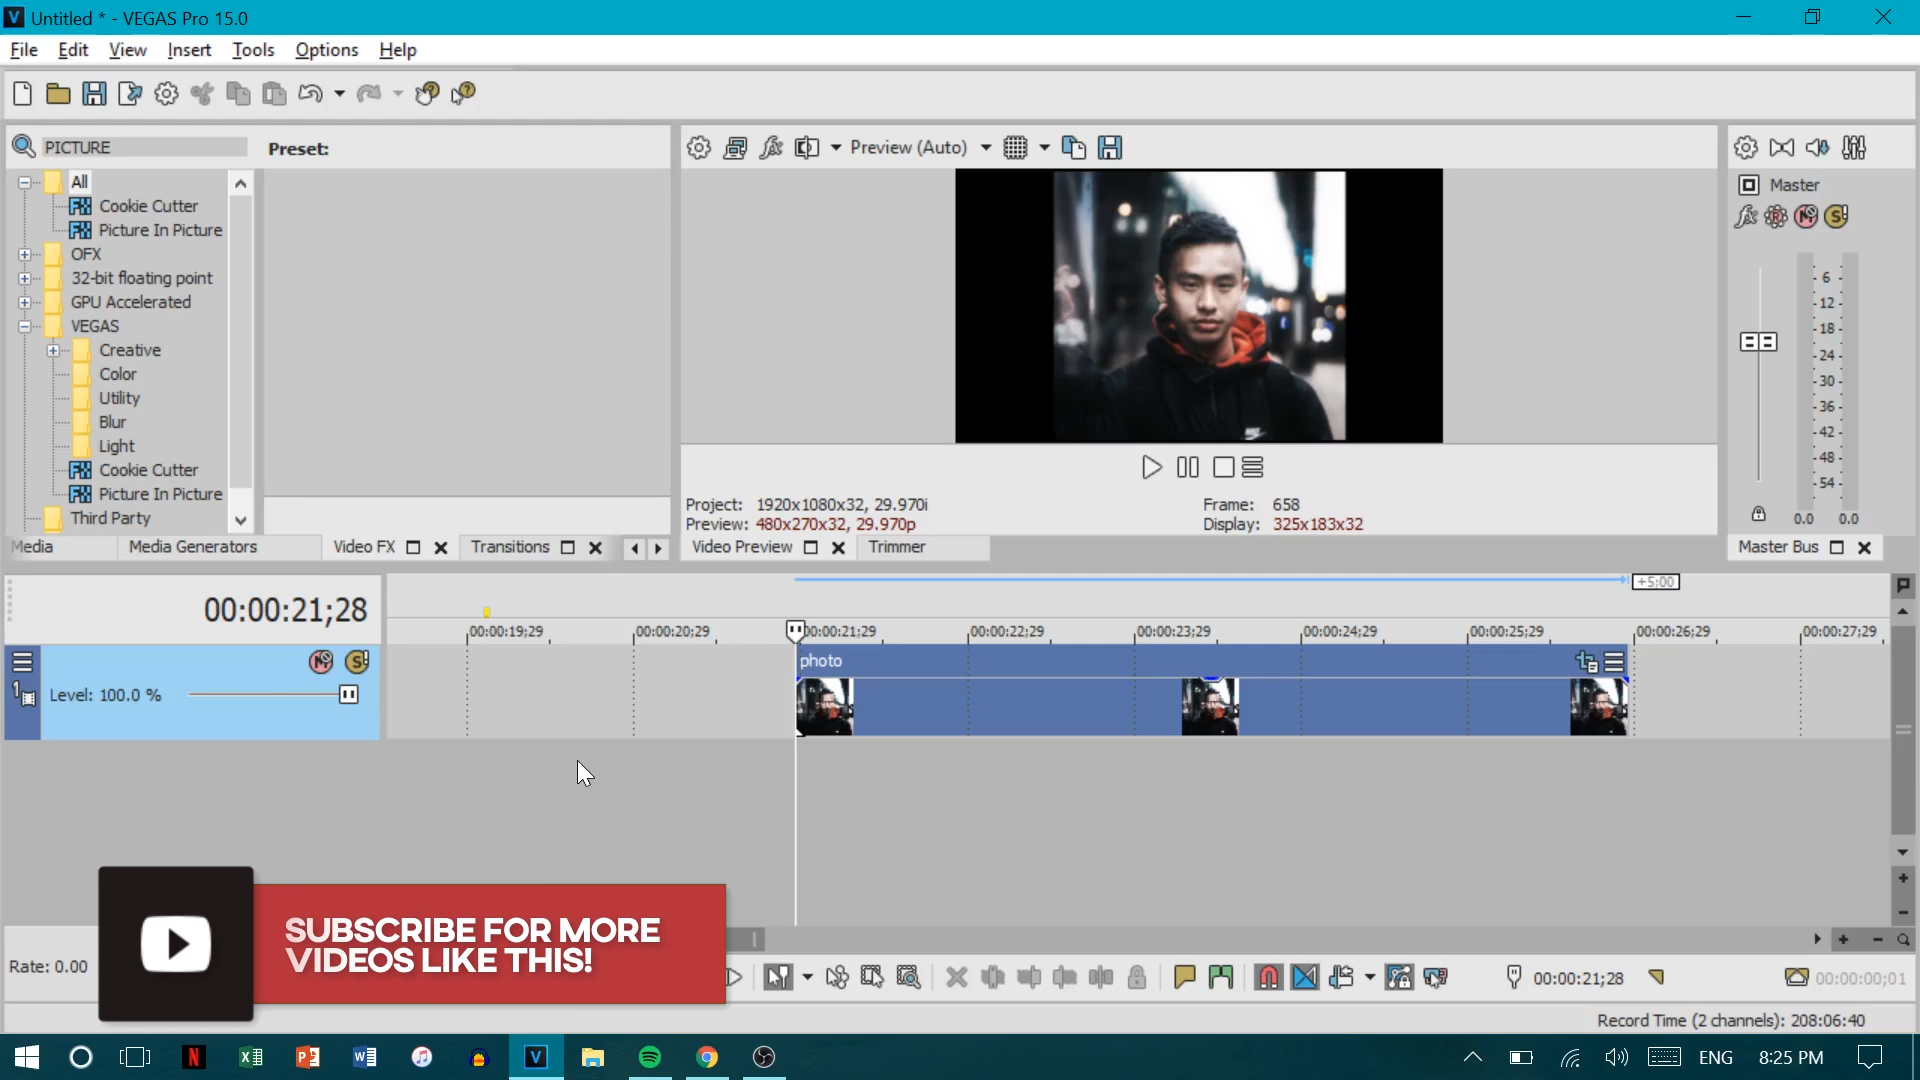 Untitled * - VEGAS Pro 15.0
File Edit View Insert Tools Options Help
PICTURE
Preset:
All
Cookie Cutter
Picture In Picture
OFX
32-bit floating point
GPU Accelerated
VEGAS
Creative
Color
Utility
Blur
Light
Cookie Cutter
Picture In Picture
Third Party
Media
Media Generators
Video FX
Transitions
Preview (Auto)
Project: 1920x1080x32, 29.970i
Preview: 480x270x32, 29.970p
Frame: 658
Display: 325x183x32
Video Preview
Trimmer
Master
- 6 -
-12-
-18-
-24-
-30-
-36-
-42-
-48-
-54-
0.0 0.0
Master Bus
00:00:21;28
+5;00
00:00:19;29
00:00:20;29
00:00:21;29
00:00:22;29
00:00:23;29
00:00:24;29
00:00:25;29
00:00:26;29
00:00:27;29
photo
1
Level: 100.0 %
SUBSCRIBE FOR MORE
VIDEOS LIKE THIS!
Rate: 0.00
00:00:21;28
00:00:00;01
Record Time (2 channels): 208:06:40
ENG
8:25 PM